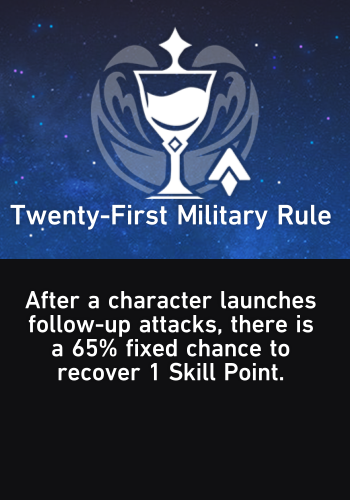 Twenty-First Military Rule
After a character launches
follow-up attacks, there is
a 65% fixed chance to
recover 1 Skill Point.